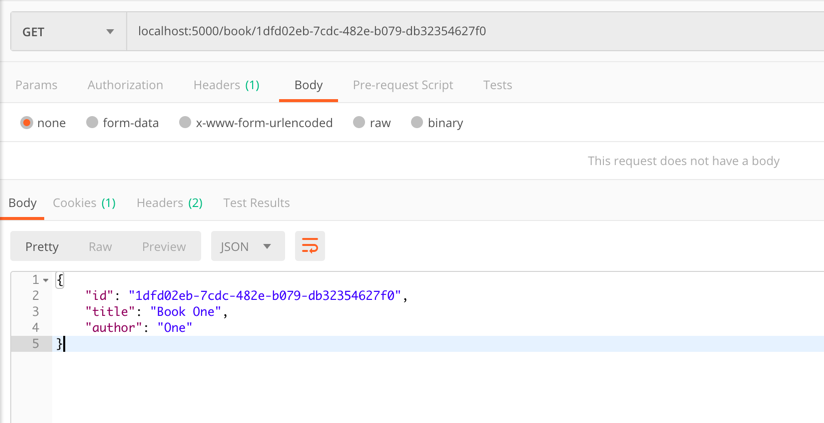 GET localhost:5000/book/1dfd02eb-7cdc-482e-b079-db32354627f0
Params Authorization Headers (1) Body Pre-request Script Tests
none form-data x-www-form-urlencoded raw binary
This request does not have a body
Body Cookies (1) Headers (2) Test Results
Pretty Raw Preview JSON
1 {
2 "id": "1dfd02eb-7cdc-482e-b079-db32354627f0",
3 "title": "Book One",
4 "author": "One"
5 }